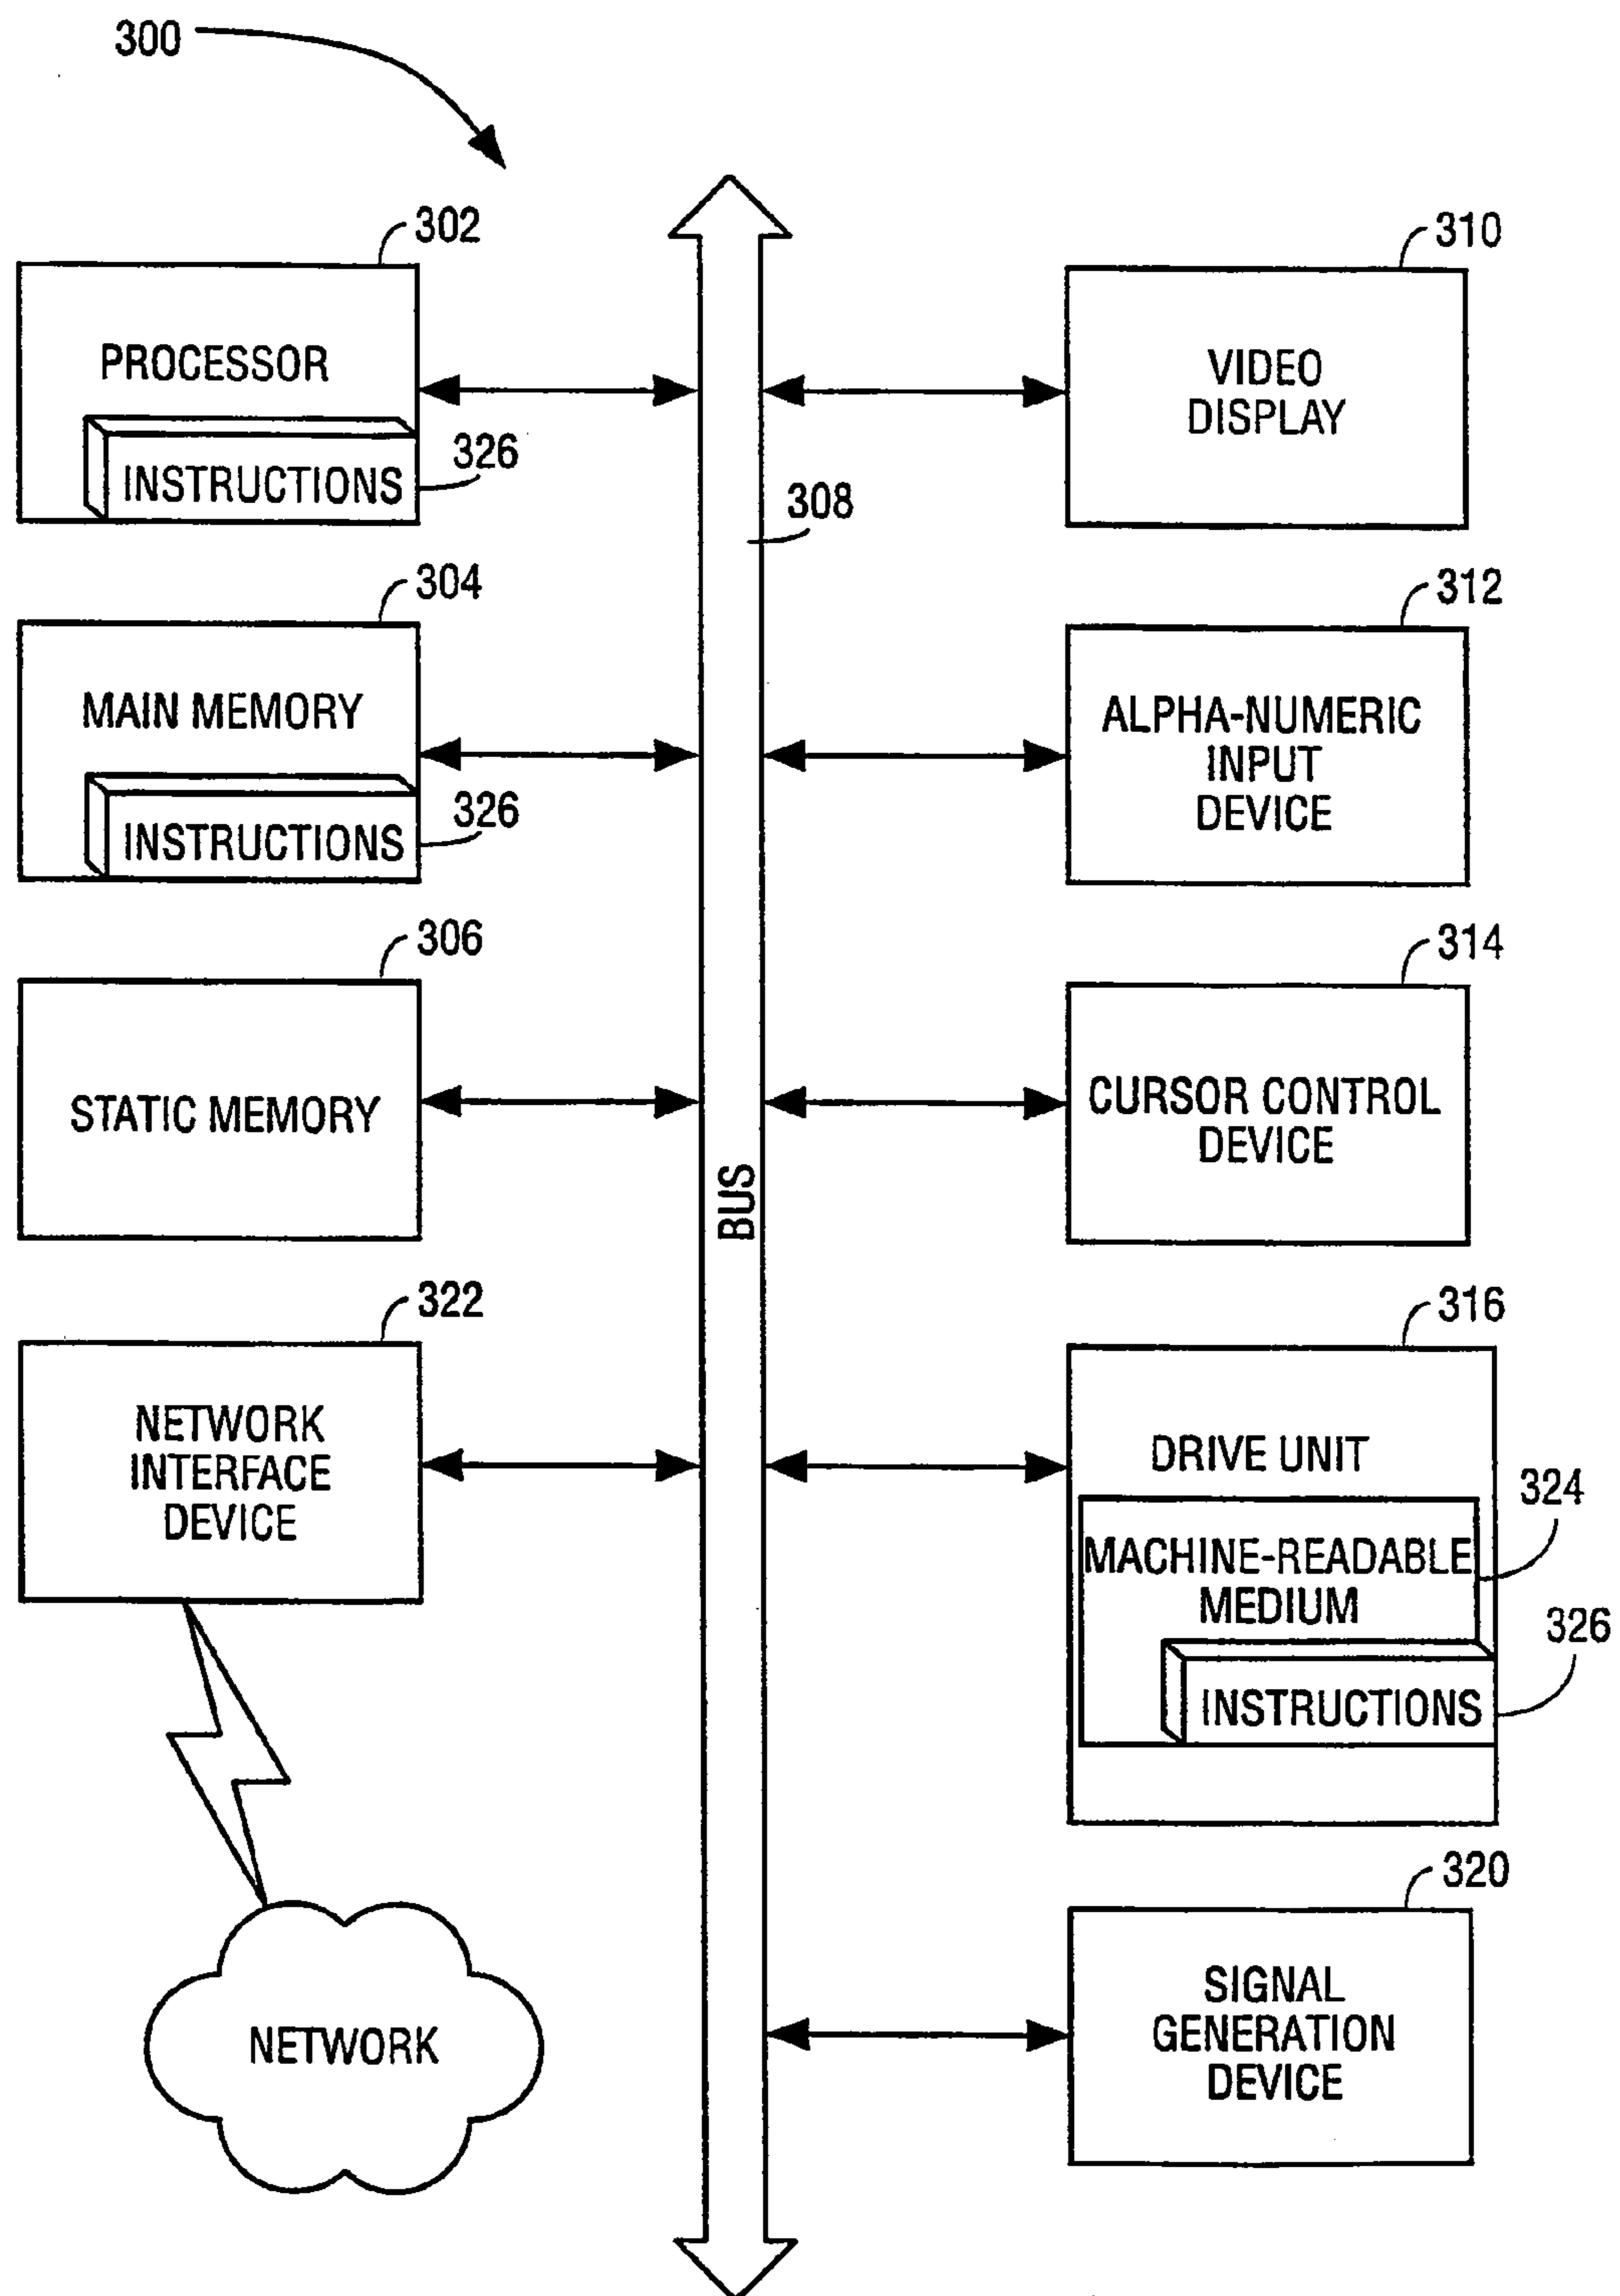 300
302
PROCESSOR
INSTRUCTIONS
326
304
MAIN MEMORY
INSTRUCTIONS
326
306
STATIC MEMORY
322
NETWORK
INTERFACE
DEVICE
NETWORK
308
BUS
310
VIDEO
DISPLAY
312
ALPHA-NUMERIC
INPUT
DEVICE
314
CURSOR CONTROL
DEVICE
316
DRIVE UNIT
324
MACHINE-READABLE
MEDIUM
326
INSTRUCTIONS
320
SIGNAL
GENERATION
DEVICE